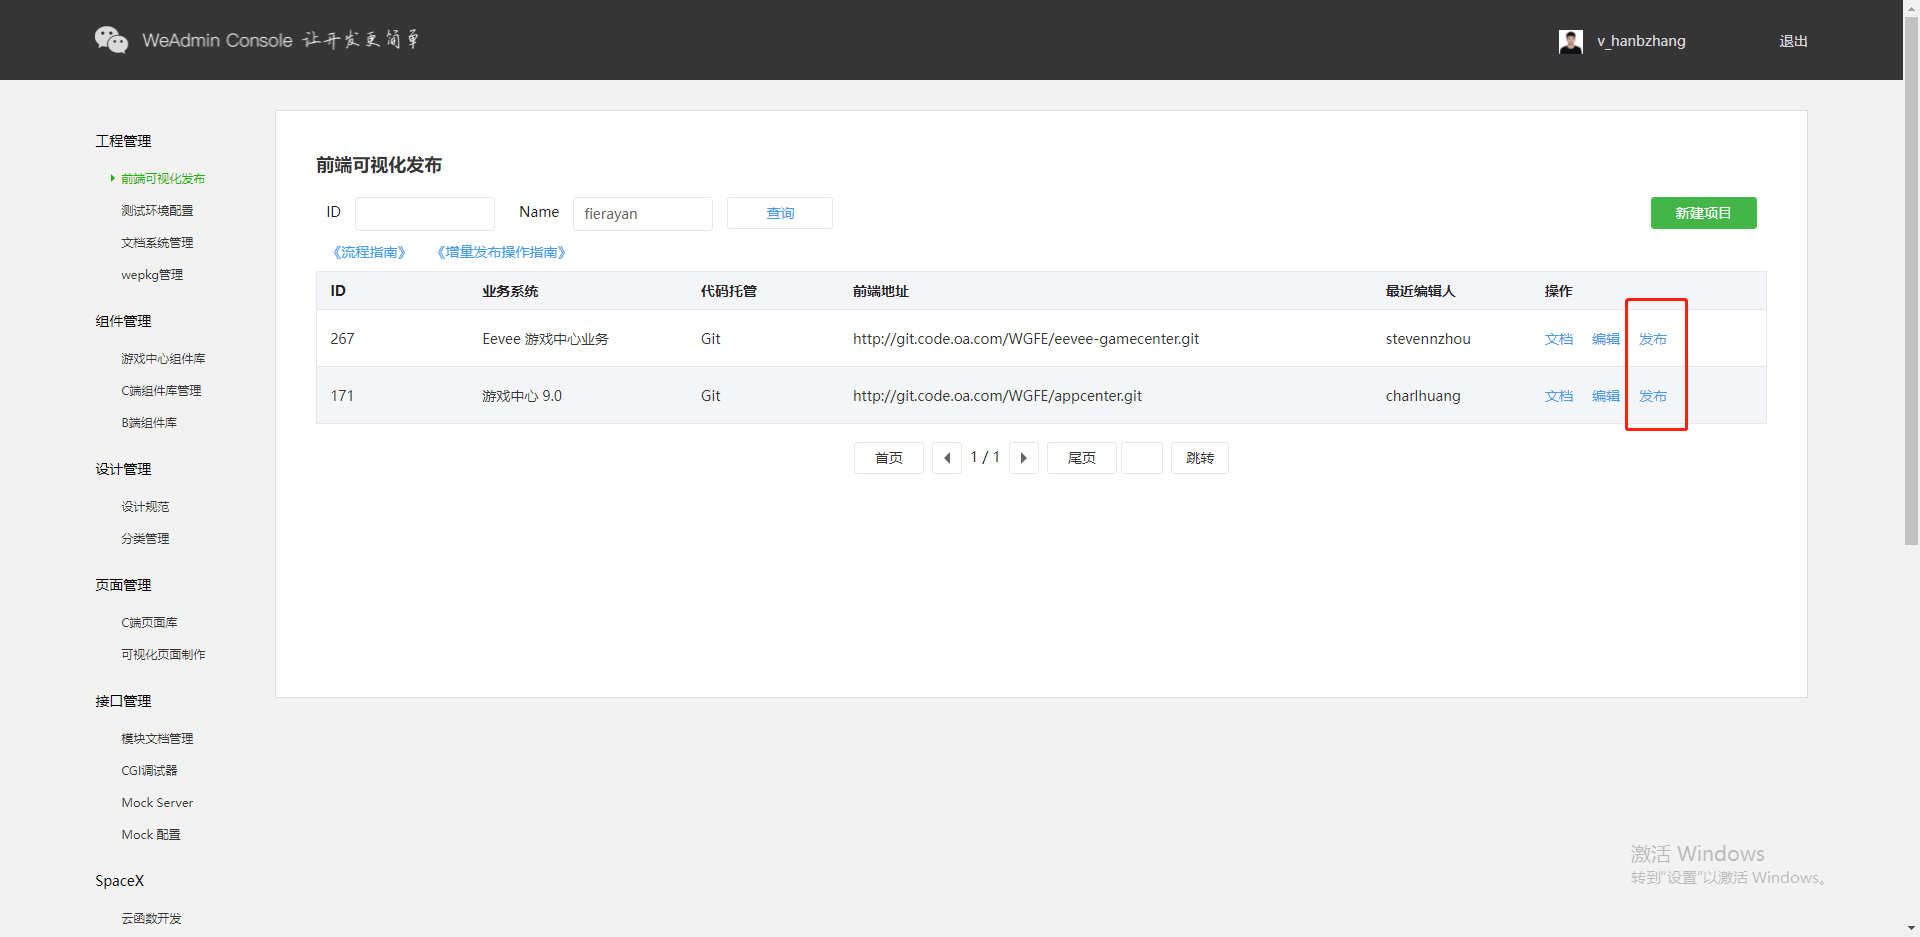 WeAdmin Console 让开发更简单
v_hanbzhang
退出
工程管理
前端可视化发布
测试环境配置
文档系统管理
wepkg管理
组件管理
游戏中心组件库
C端组件库管理
B端组件库
设计管理
设计规范
分类管理
页面管理
C端页面库
可视化页面制作
接口管理
模块文档管理
CGI调试器
Mock Server
Mock 配置
SpaceX
云函数开发
前端可视化发布
ID Name fierayan 查询 新建项目
《流程指南》 《增量发布操作指南》
ID 业务系统 代码托管 前端地址 最近编辑人 操作
267 Eevee 游戏中心业务 Git http://git.code.oa.com/WGFE/eevee-gamecenter.git stevennzhou 文档 编辑 发布
171 游戏中心 9.0 Git http://git.code.oa.com/WGFE/appcenter.git charlhuang 文档 编辑 发布
首页 1 / 1 尾页 跳转
激活 Windows
转到“设置”以激活 Windows。